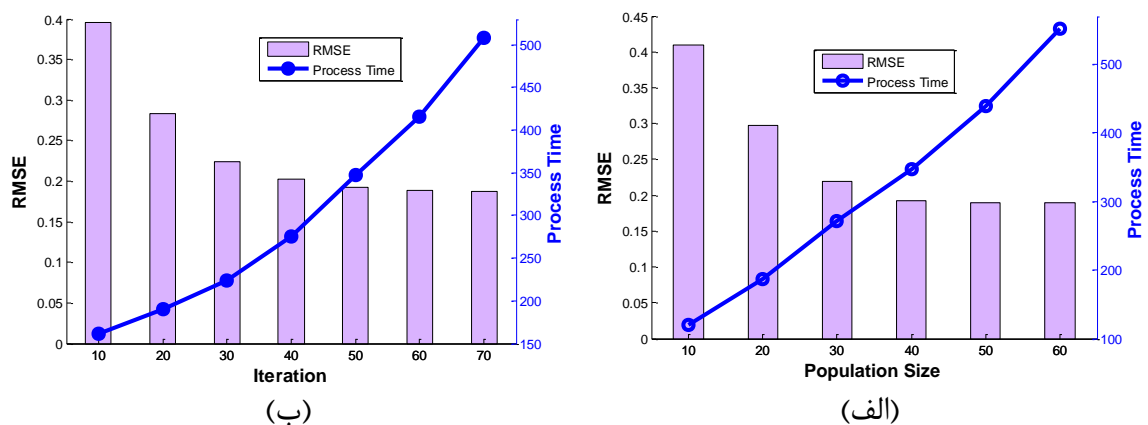 0.4
0.35
0.3
0.25
0.2
0.15
0.1
0.05
0
RMSE
10 20 30 40 50 60 70
Iteration
500
450
400
350
300
250
200
150
Process Time
RMSE
Process Time
(ب)
0.45
0.4
0.35
0.3
0.25
0.2
0.15
0.1
0.05
0
RMSE
10 20 30 40 50 60
Population Size
500
400
300
200
100
Process Time
RMSE
Process Time
(الف)